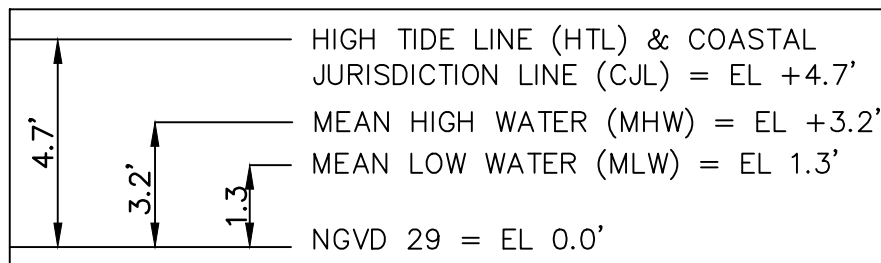 HIGH TIDE LINE (HTL) & COASTAL
JURISDICTION LINE (CJL) = EL +4.7'
MEAN HIGH WATER (MHW) = EL +3.2'
MEAN LOW WATER (MLW) = EL 1.3'
NGVD 29 = EL 0.0'
4.7'
3.2'
1.3